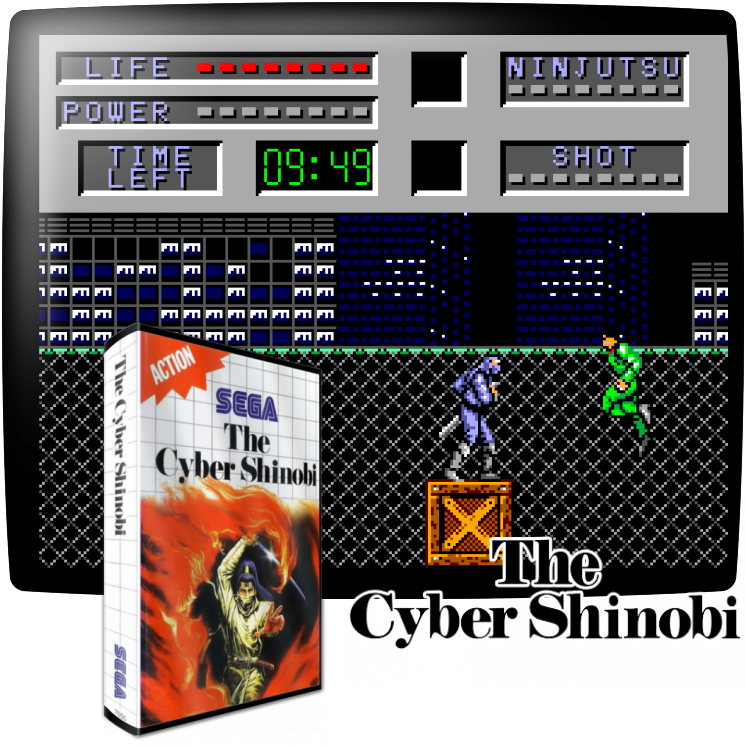 LIFE
POWER
TIME
LEFT
09:49
NINJUTSU
SHOT
ACTION
SEGA
The
Cyber Shinobi
The Cyber Shinobi
SEGA
The
Cyber Shinobi